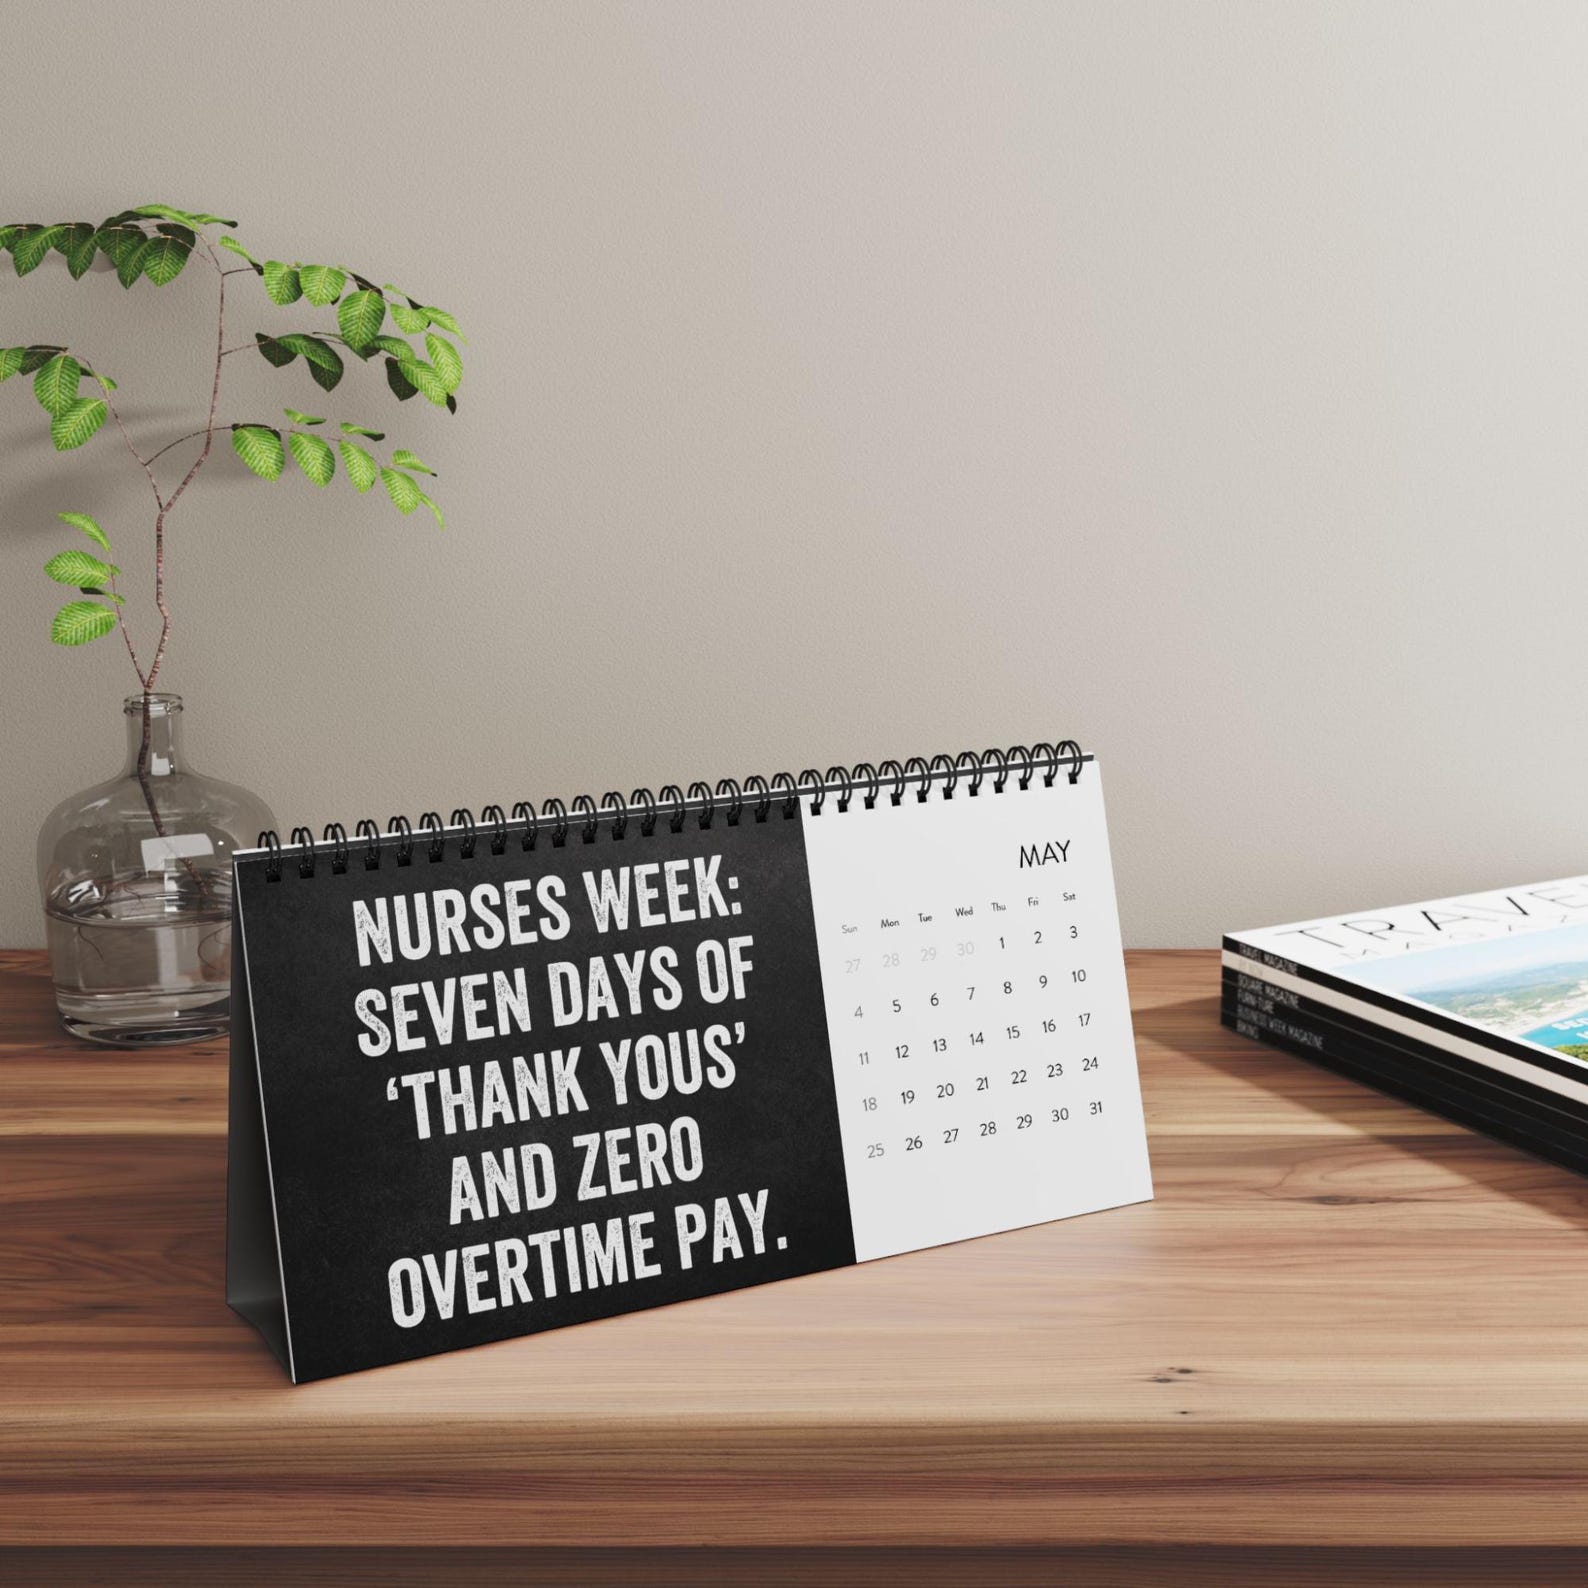 NURSES WEEK:
SEVEN DAYS OF
‘THANK YOUS’
AND ZERO
OVERTIME PAY.
MAY
Sun Mon Tue Wed Thu Fri Sat
27 28 29 30 1 2 3
4 5 6 7 8 9 10
11 12 13 14 15 16 17
18 19 20 21 22 23 24
25 26 27 28 29 30 31
TRAVE
TRAVEL MAGAZINE
SQUARE MAGAZINE
FURNITURE
BUSINESS WEEK MAGAZINE
BIKING